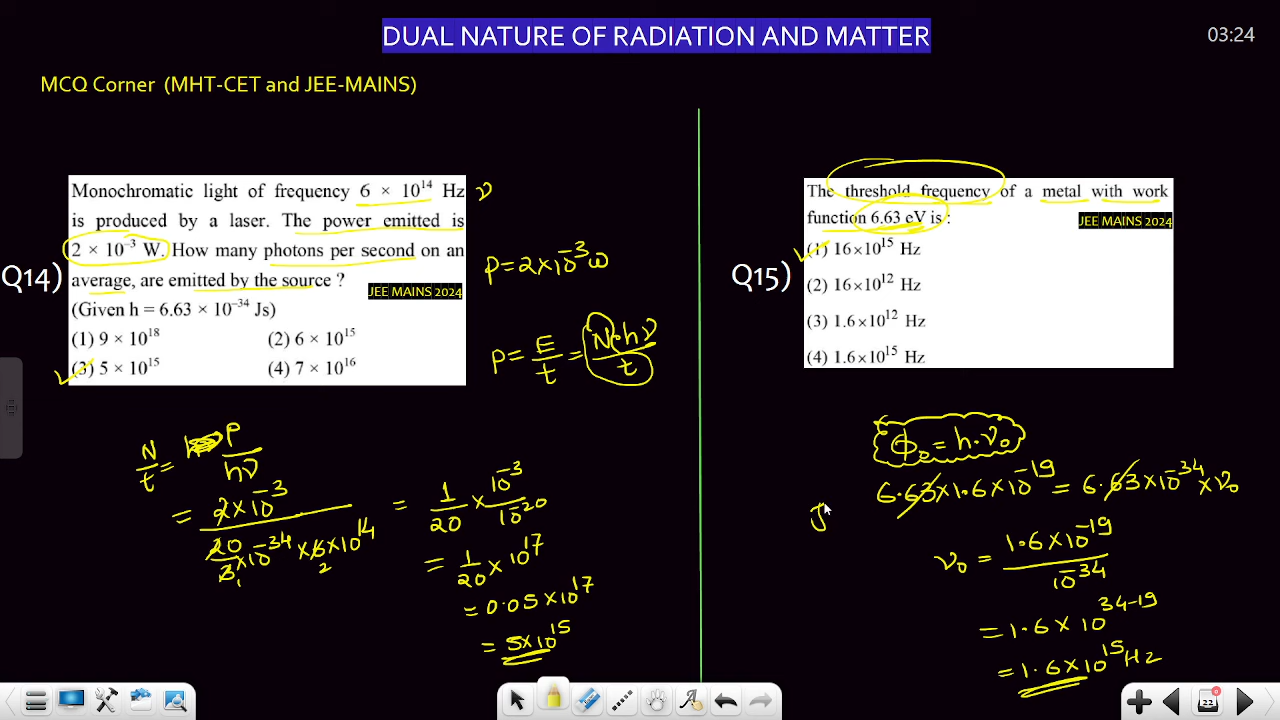 DUAL NATURE OF RADIATION AND MATTER
03:24
MCQ Corner (MHT-CET and JEE-MAINS)
Q14)
Monochromatic light of frequency 6 × 10¹⁴ Hz
is produced by a laser. The power emitted is
2 × 10⁻³ W. How many photons per second on an
average, are emitted by the source ?
JEE MAINS 2024
(Given h = 6.63 × 10⁻³⁴ Js)
(1) 9 × 10¹⁸ (2) 6 × 10¹⁵
(3) 5 × 10¹⁵ (4) 7 × 10¹⁶
ν
P = 2×10⁻³ω
P = E/t = N·hν/t
N/t = P/hν
= 2×10⁻³ / 20/3 ×10⁻³⁴ × 6 ×10¹⁴
= 1/20 × 10⁻³/10⁻²⁰
= 1/20 × 10¹⁷
= 0.05 × 10¹⁷
= 5×10¹⁵
Q15)
The threshold frequency of a metal with work
function 6.63 eV is :
JEE MAINS 2024
(1) 16×10¹⁵ Hz
(2) 16×10¹² Hz
(3) 1.6×10¹² Hz
(4) 1.6×10¹⁵ Hz
ϕ₀ = h·ν₀
6.63×1.6×10⁻¹⁹ = 6.63×10⁻³⁴ ×ν₀
ν₀ = 1.6×10⁻¹⁹ / 10⁻³⁴
= 1.6 × 10³⁴⁻¹⁹
= 1.6×10¹⁵ Hz
22